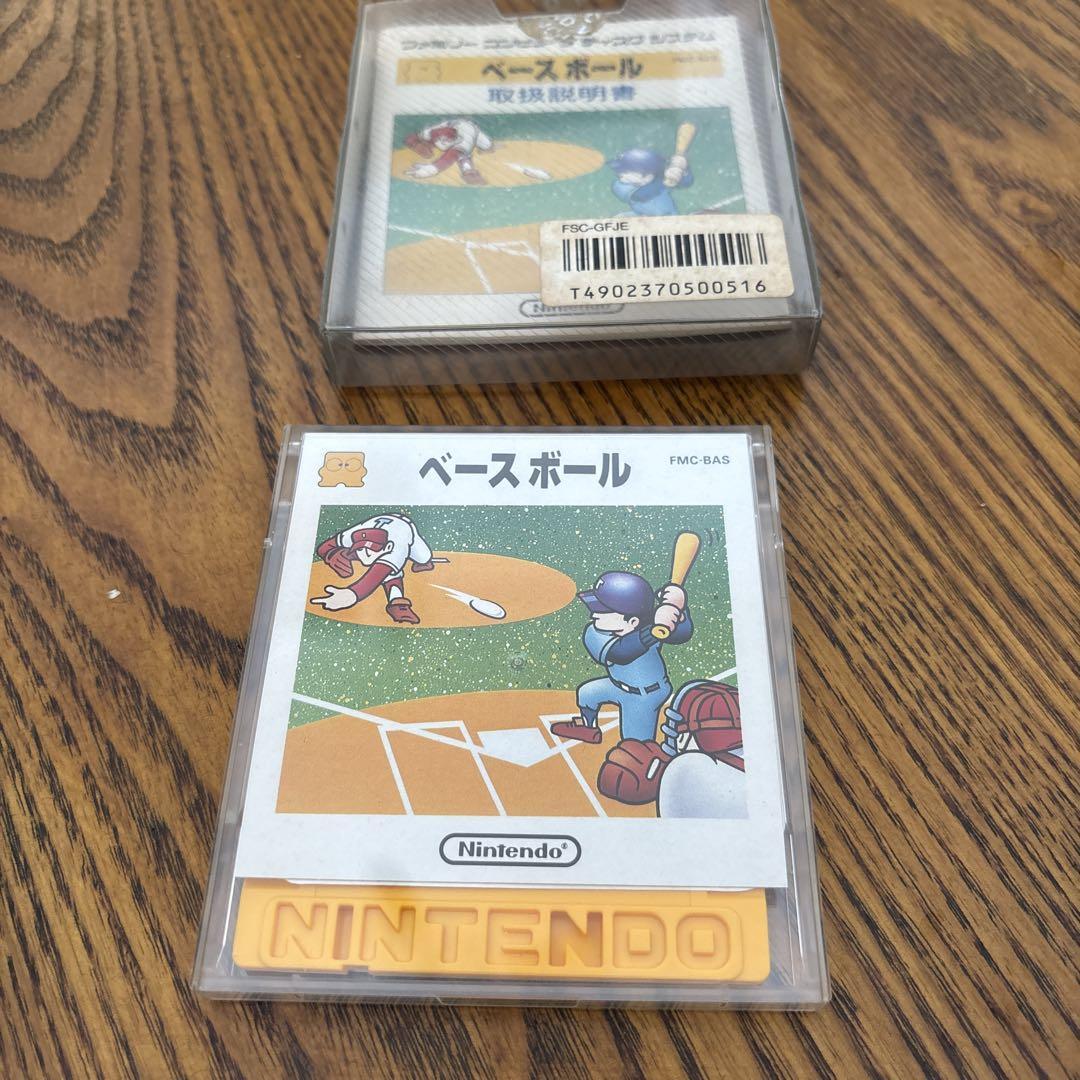 ファミリー コンピュータ ディスク システム
ベース ボール
取扱説明書
FSC-GFJE
T4902370500516
Nintendo
ベース ボール
FMC-BAS
T
Nintendo®
NINTENDO